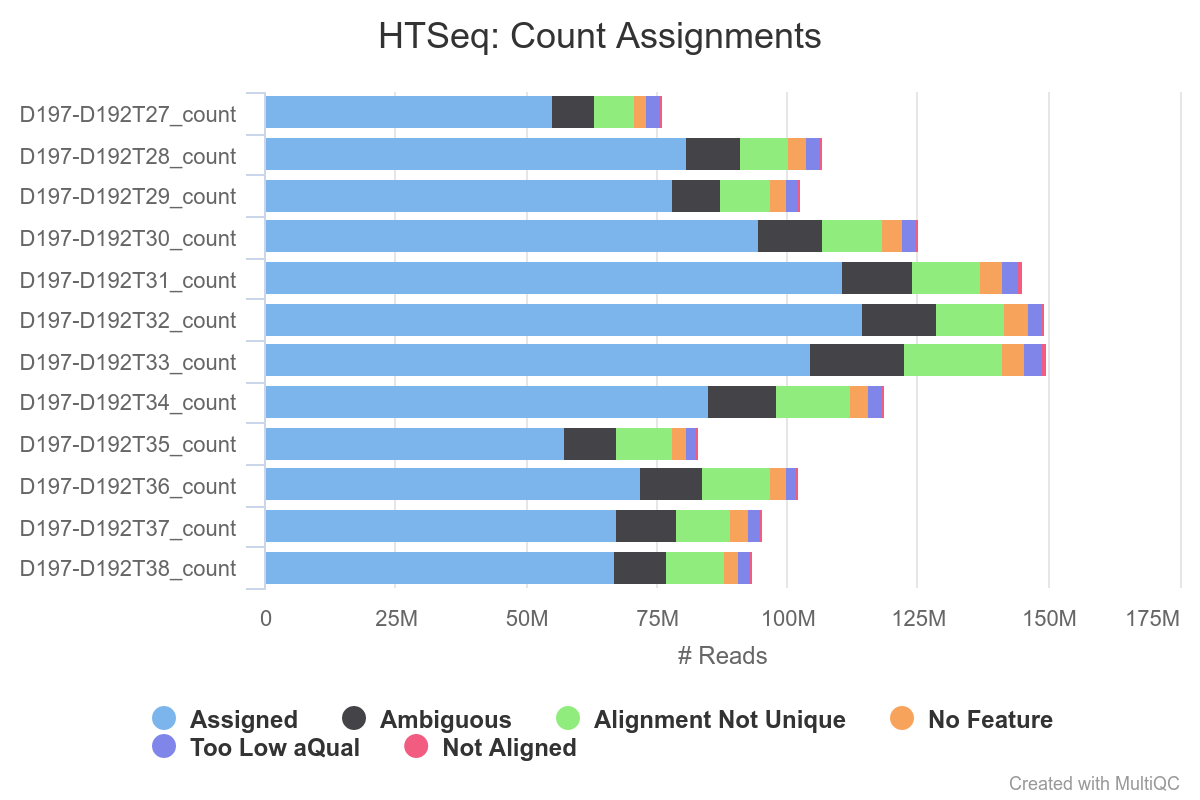 HTSeq: Count Assignments
D197-D192T27_count
D197-D192T28_count
D197-D192T29_count
D197-D192T30_count
D197-D192T31_count
D197-D192T32_count
D197-D192T33_count
D197-D192T34_count
D197-D192T35_count
D197-D192T36_count
D197-D192T37_count
D197-D192T38_count
0 25M 50M 75M 100M 125M 150M 175M
# Reads
Assigned Ambiguous Alignment Not Unique No Feature
Too Low aQual Not Aligned
Created with MultiQC